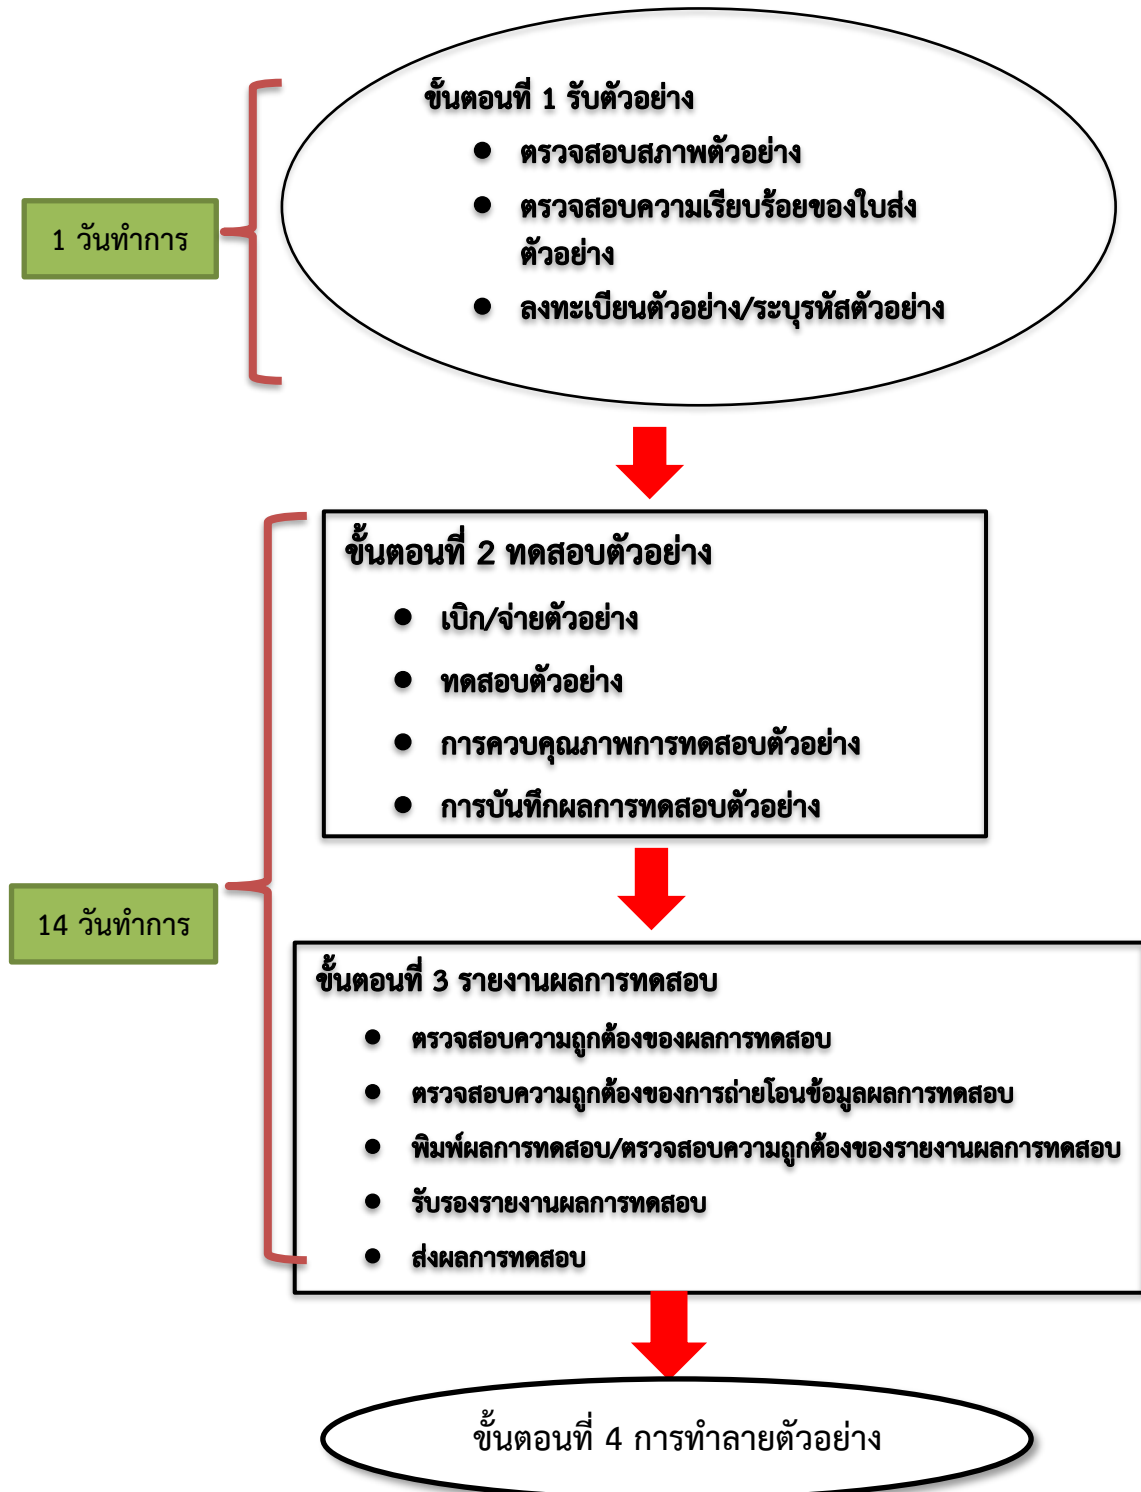 ขั้นตอนที่ 1 รับตัวอย่าง
● ตรวจสอบสภาพตัวอย่าง
● ตรวจสอบความเรียบร้อยของใบส่ง
ตัวอย่าง
● ลงทะเบียนตัวอย่าง/ระบุรหัสตัวอย่าง
1 วันทำการ
ขั้นตอนที่ 2 ทดสอบตัวอย่าง
● เบิก/จ่ายตัวอย่าง
● ทดสอบตัวอย่าง
● การควบคุณภาพการทดสอบตัวอย่าง
● การบันทึกผลการทดสอบตัวอย่าง
14 วันทำการ
ขั้นตอนที่ 3 รายงานผลการทดสอบ
● ตรวจสอบความถูกต้องของผลการทดสอบ
● ตรวจสอบความถูกต้องของการถ่ายโอนข้อมูลผลการทดสอบ
● พิมพ์ผลการทดสอบ/ตรวจสอบความถูกต้องของรายงานผลการทดสอบ
● รับรองรายงานผลการทดสอบ
● ส่งผลการทดสอบ
ขั้นตอนที่ 4 การทำลายตัวอย่าง